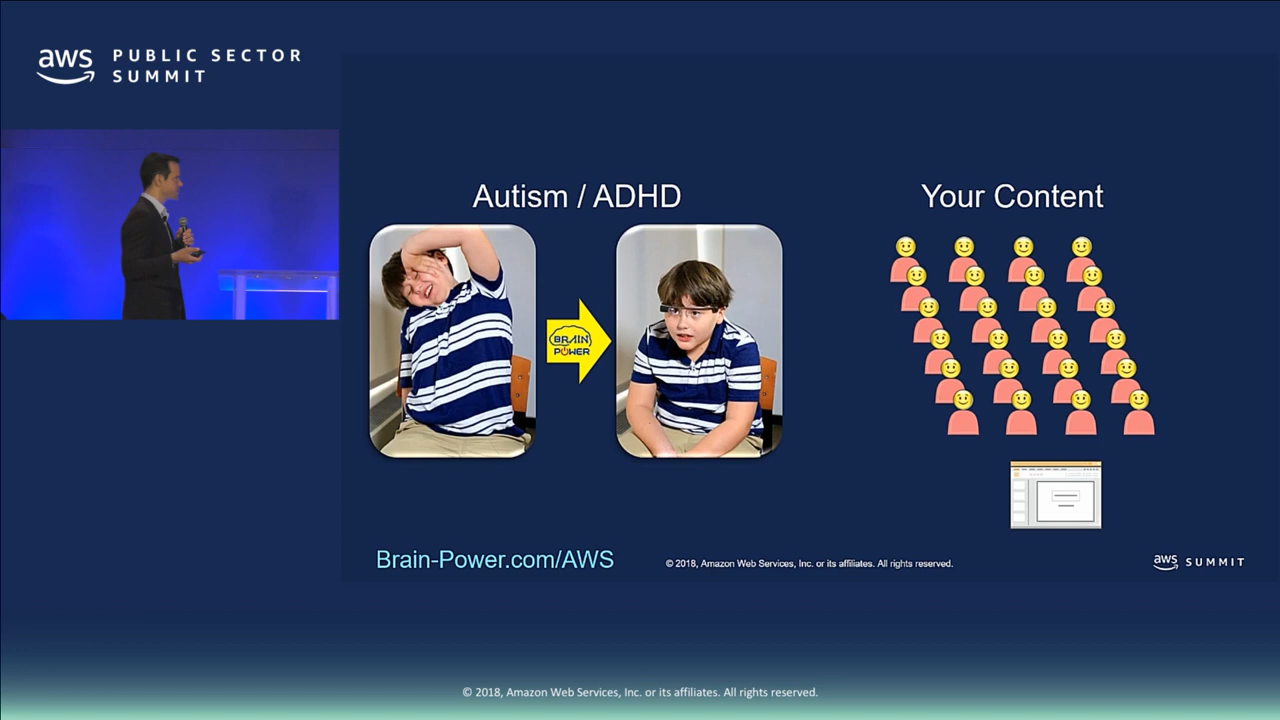 aws PUBLIC SECTOR
SUMMIT
Autism / ADHD
Your Content
BRAIN
POWER
Brain-Power.com/AWS
© 2018, Amazon Web Services, Inc. or its affiliates. All rights reserved.
aws SUMMIT
© 2018, Amazon Web Services, Inc. or its affiliates. All rights reserved.